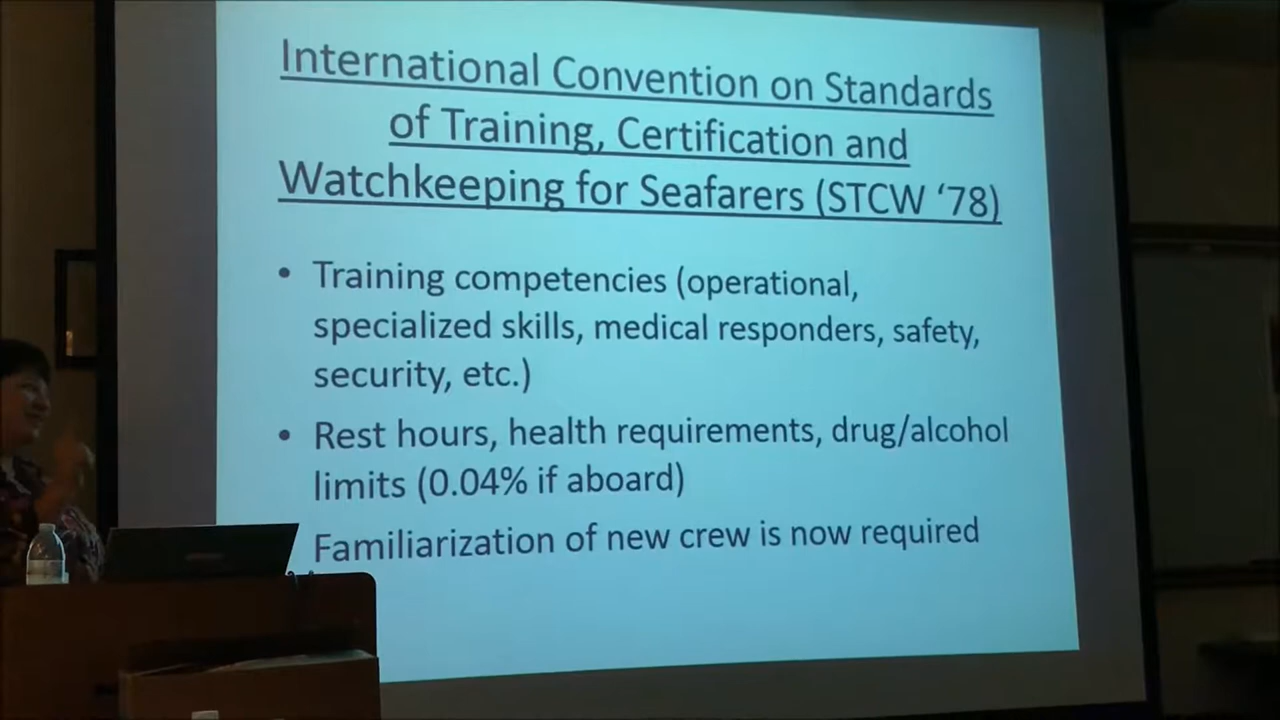 International Convention on Standards
of Training, Certification and
Watchkeeping for Seafarers (STCW ‘78)
• Training competencies (operational,
specialized skills, medical responders, safety,
security, etc.)
• Rest hours, health requirements, drug/alcohol
limits (0.04% if aboard)
Familiarization of new crew is now required